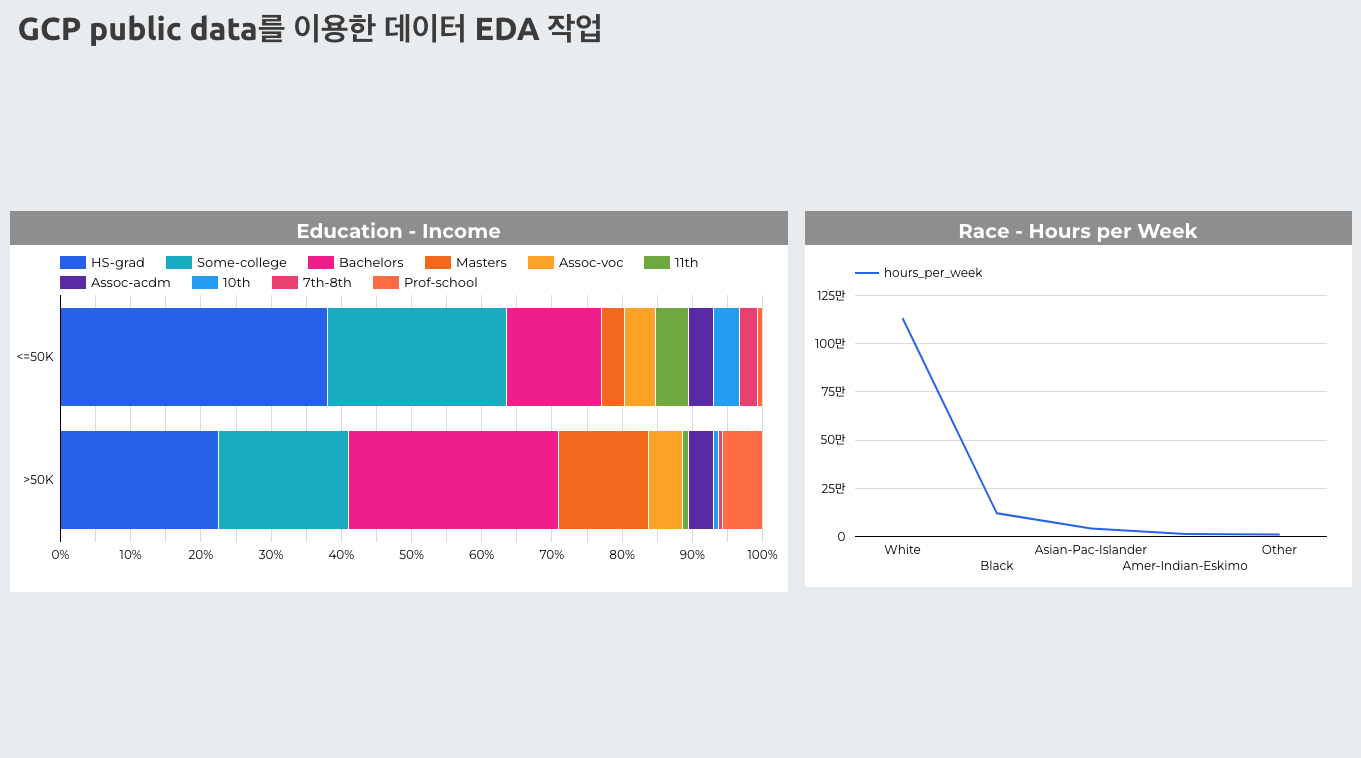 GCP public data를 이용한 데이터 EDA 작업
Education - Income
HS-grad Some-college Bachelors Masters Assoc-voc 11th
Assoc-acdm 10th 7th-8th Prof-school
<=50K
>50K
0% 10% 20% 30% 40% 50% 60% 70% 80% 90% 100%
Race - Hours per Week
hours_per_week
125만
100만
75만
50만
25만
0
White Asian-Pac-Islander Other
Black Amer-Indian-Eskimo